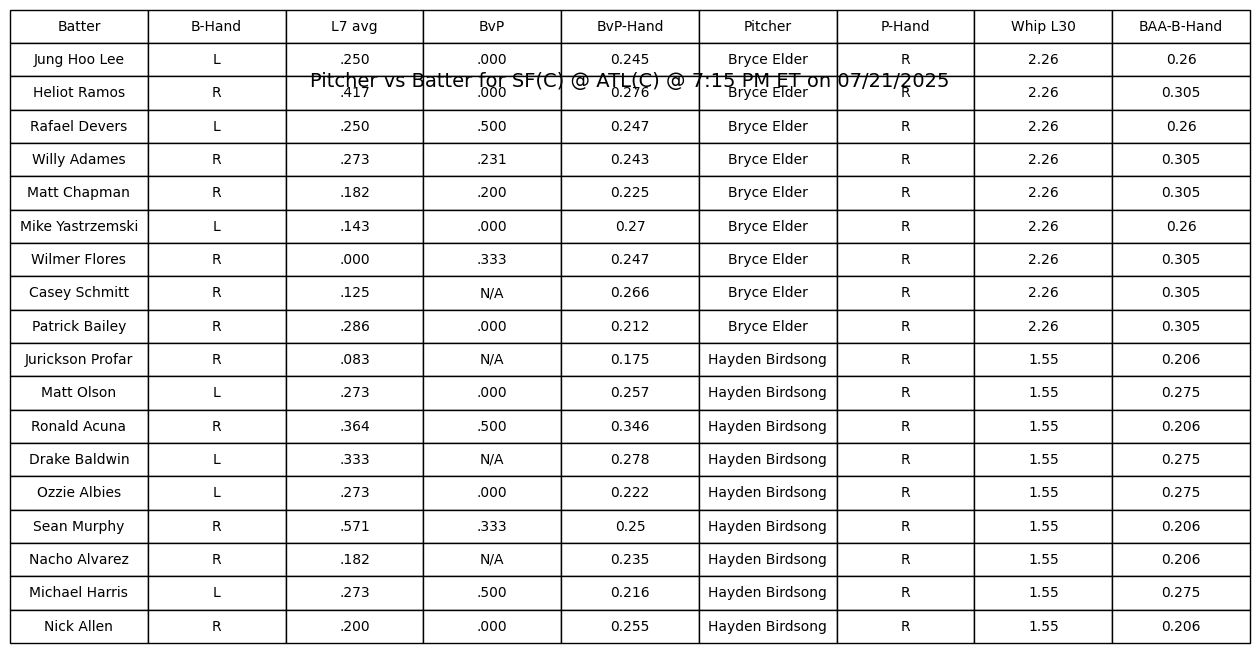 Batter B-Hand L7 avg BvP BvP-Hand Pitcher P-Hand Whip L30 BAA-B-Hand
Jung Hoo Lee L .250 .000 0.245 Bryce Elder R 2.26 0.26
Pitcher vs Batter for SF(C) @ ATL(C) @ 7:15 PM ET on 07/21/2025
Heliot Ramos R .417 .000 0.276 Bryce Elder R 2.26 0.305
Rafael Devers L .250 .500 0.247 Bryce Elder R 2.26 0.26
Willy Adames R .273 .231 0.243 Bryce Elder R 2.26 0.305
Matt Chapman R .182 .200 0.225 Bryce Elder R 2.26 0.305
Mike Yastrzemski L .143 .000 0.27 Bryce Elder R 2.26 0.26
Wilmer Flores R .000 .333 0.247 Bryce Elder R 2.26 0.305
Casey Schmitt R .125 N/A 0.266 Bryce Elder R 2.26 0.305
Patrick Bailey R .286 .000 0.212 Bryce Elder R 2.26 0.305
Jurickson Profar R .083 N/A 0.175 Hayden Birdsong R 1.55 0.206
Matt Olson L .273 .000 0.257 Hayden Birdsong R 1.55 0.275
Ronald Acuna R .364 .500 0.346 Hayden Birdsong R 1.55 0.206
Drake Baldwin L .333 N/A 0.278 Hayden Birdsong R 1.55 0.275
Ozzie Albies L .273 .000 0.222 Hayden Birdsong R 1.55 0.275
Sean Murphy R .571 .333 0.25 Hayden Birdsong R 1.55 0.206
Nacho Alvarez R .182 N/A 0.235 Hayden Birdsong R 1.55 0.206
Michael Harris L .273 .500 0.216 Hayden Birdsong R 1.55 0.275
Nick Allen R .200 .000 0.255 Hayden Birdsong R 1.55 0.206